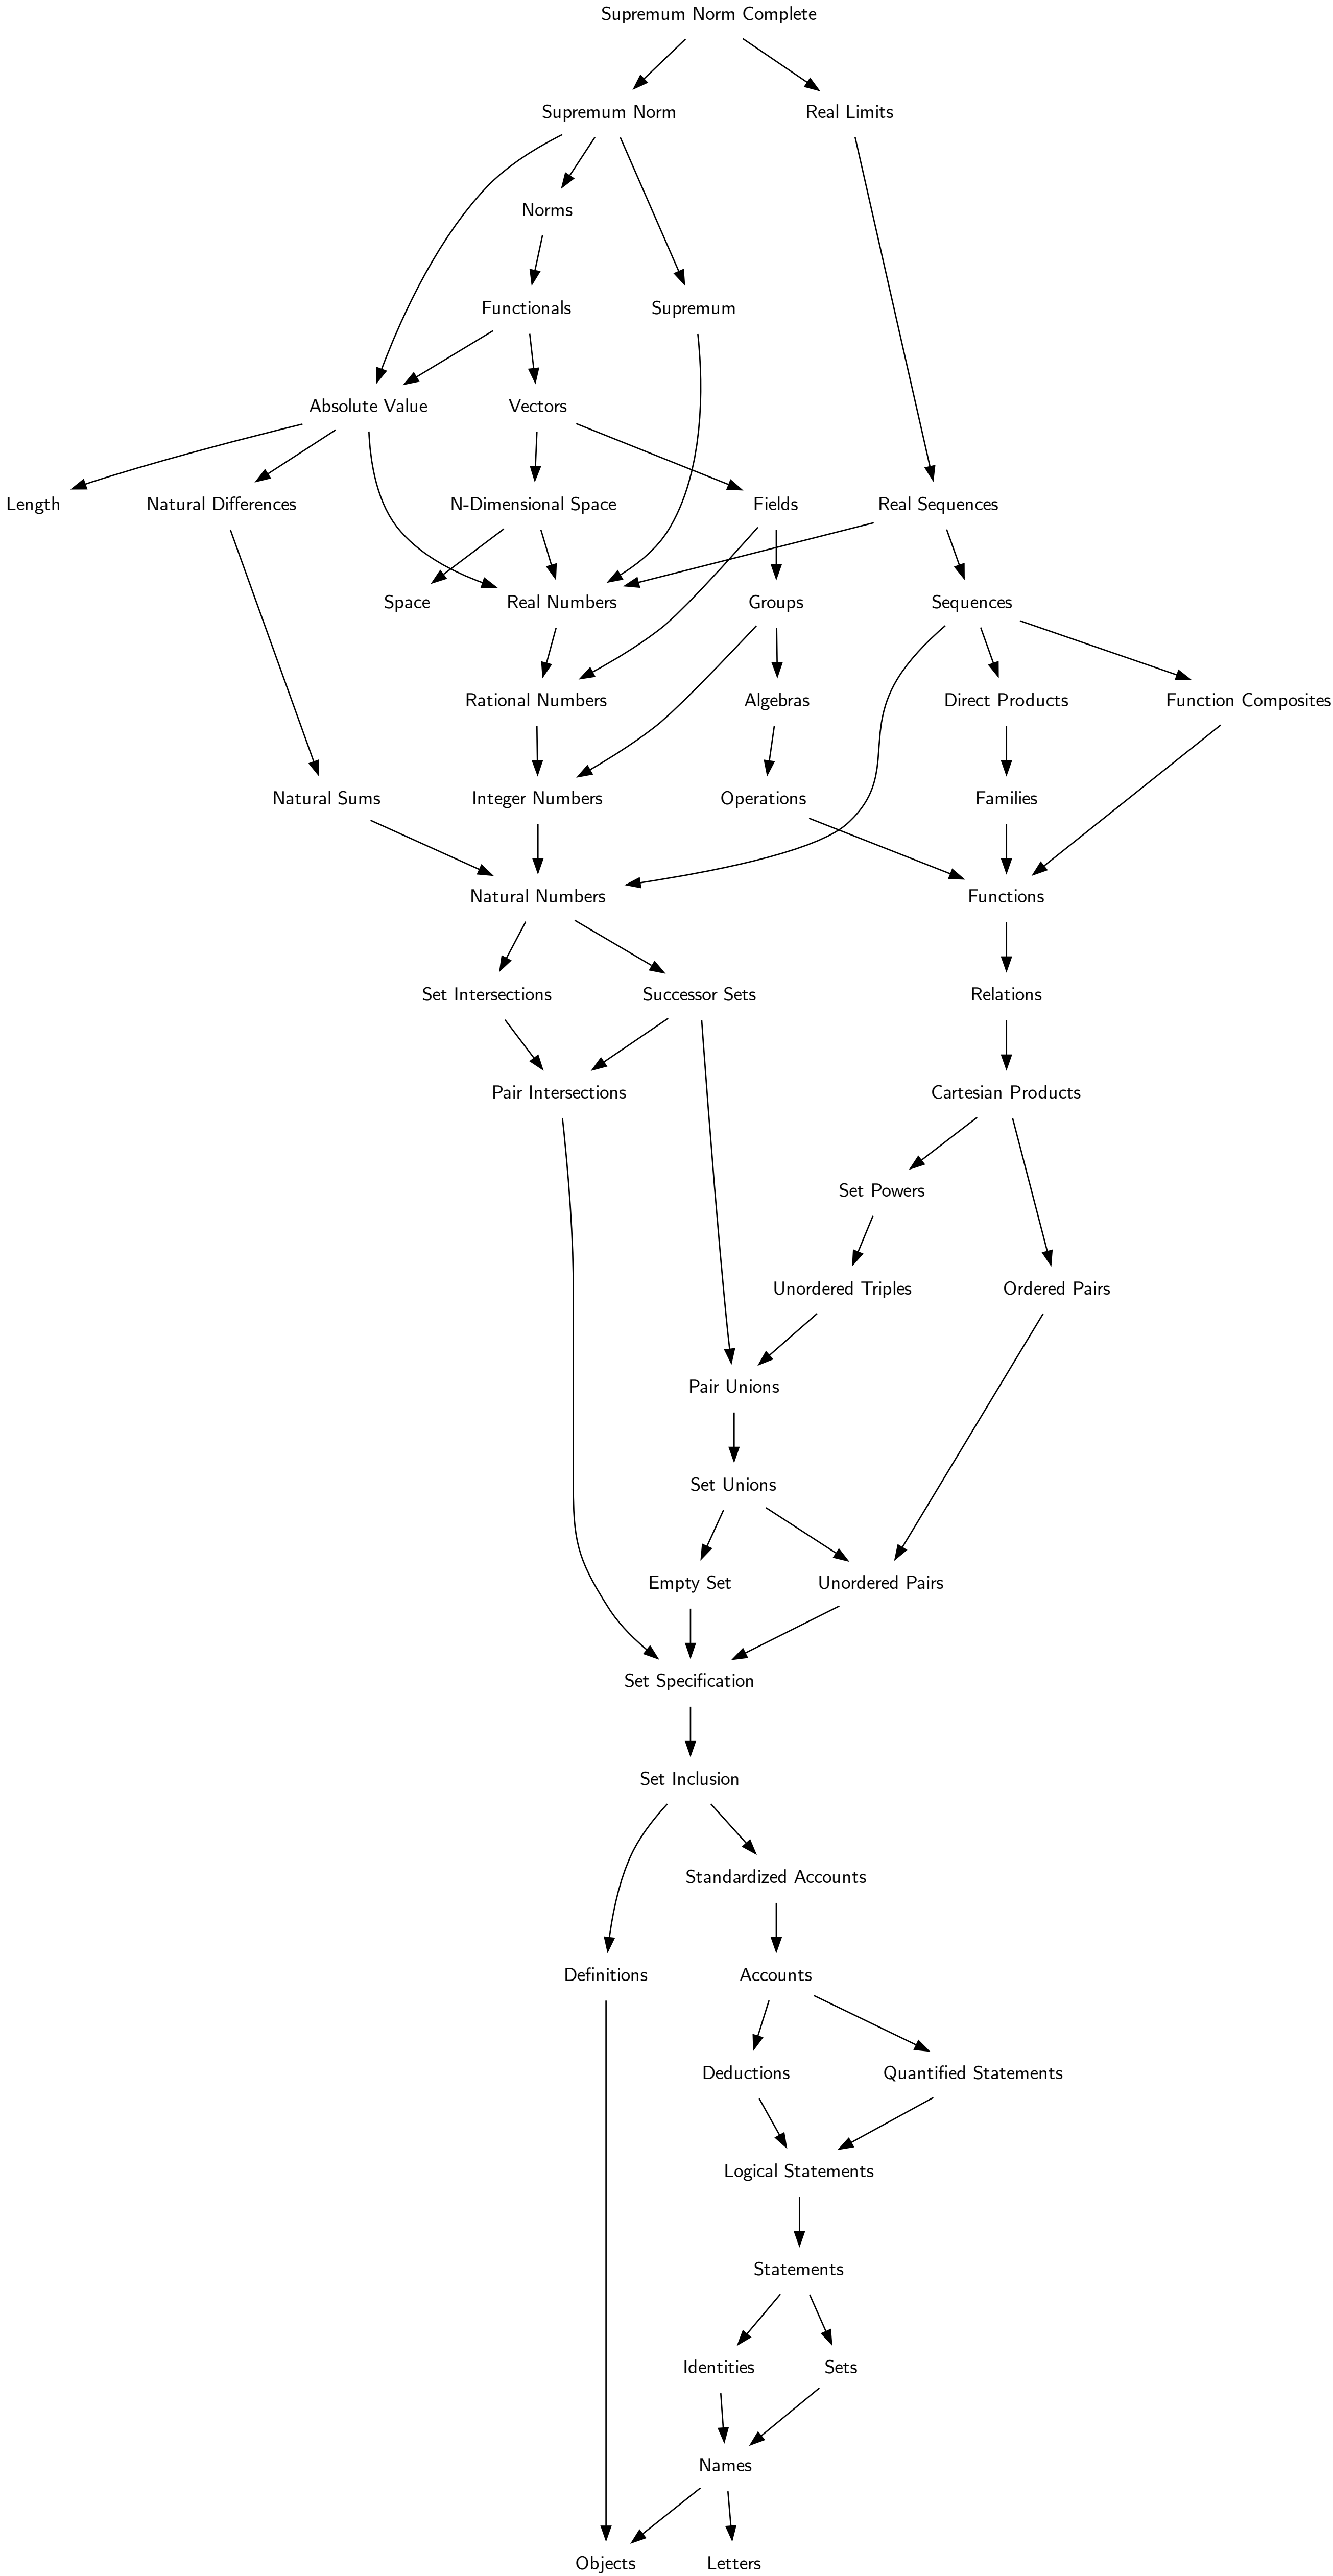 Supremum Norm Complete
Supremum Norm
Real Limits
Norms
Functionals
Supremum
Absolute Value
Vectors
Length
Natural Differences
N-Dimensional Space
Fields
Real Sequences
Space
Real Numbers
Groups
Sequences
Rational Numbers
Algebras
Direct Products
Function Composites
Natural Sums
Integer Numbers
Operations
Families
Natural Numbers
Functions
Set Intersections
Successor Sets
Relations
Pair Intersections
Cartesian Products
Set Powers
Unordered Triples
Ordered Pairs
Pair Unions
Set Unions
Empty Set
Unordered Pairs
Set Specification
Set Inclusion
Standardized Accounts
Definitions
Accounts
Deductions
Quantified Statements
Logical Statements
Statements
Identities
Sets
Names
Objects
Letters